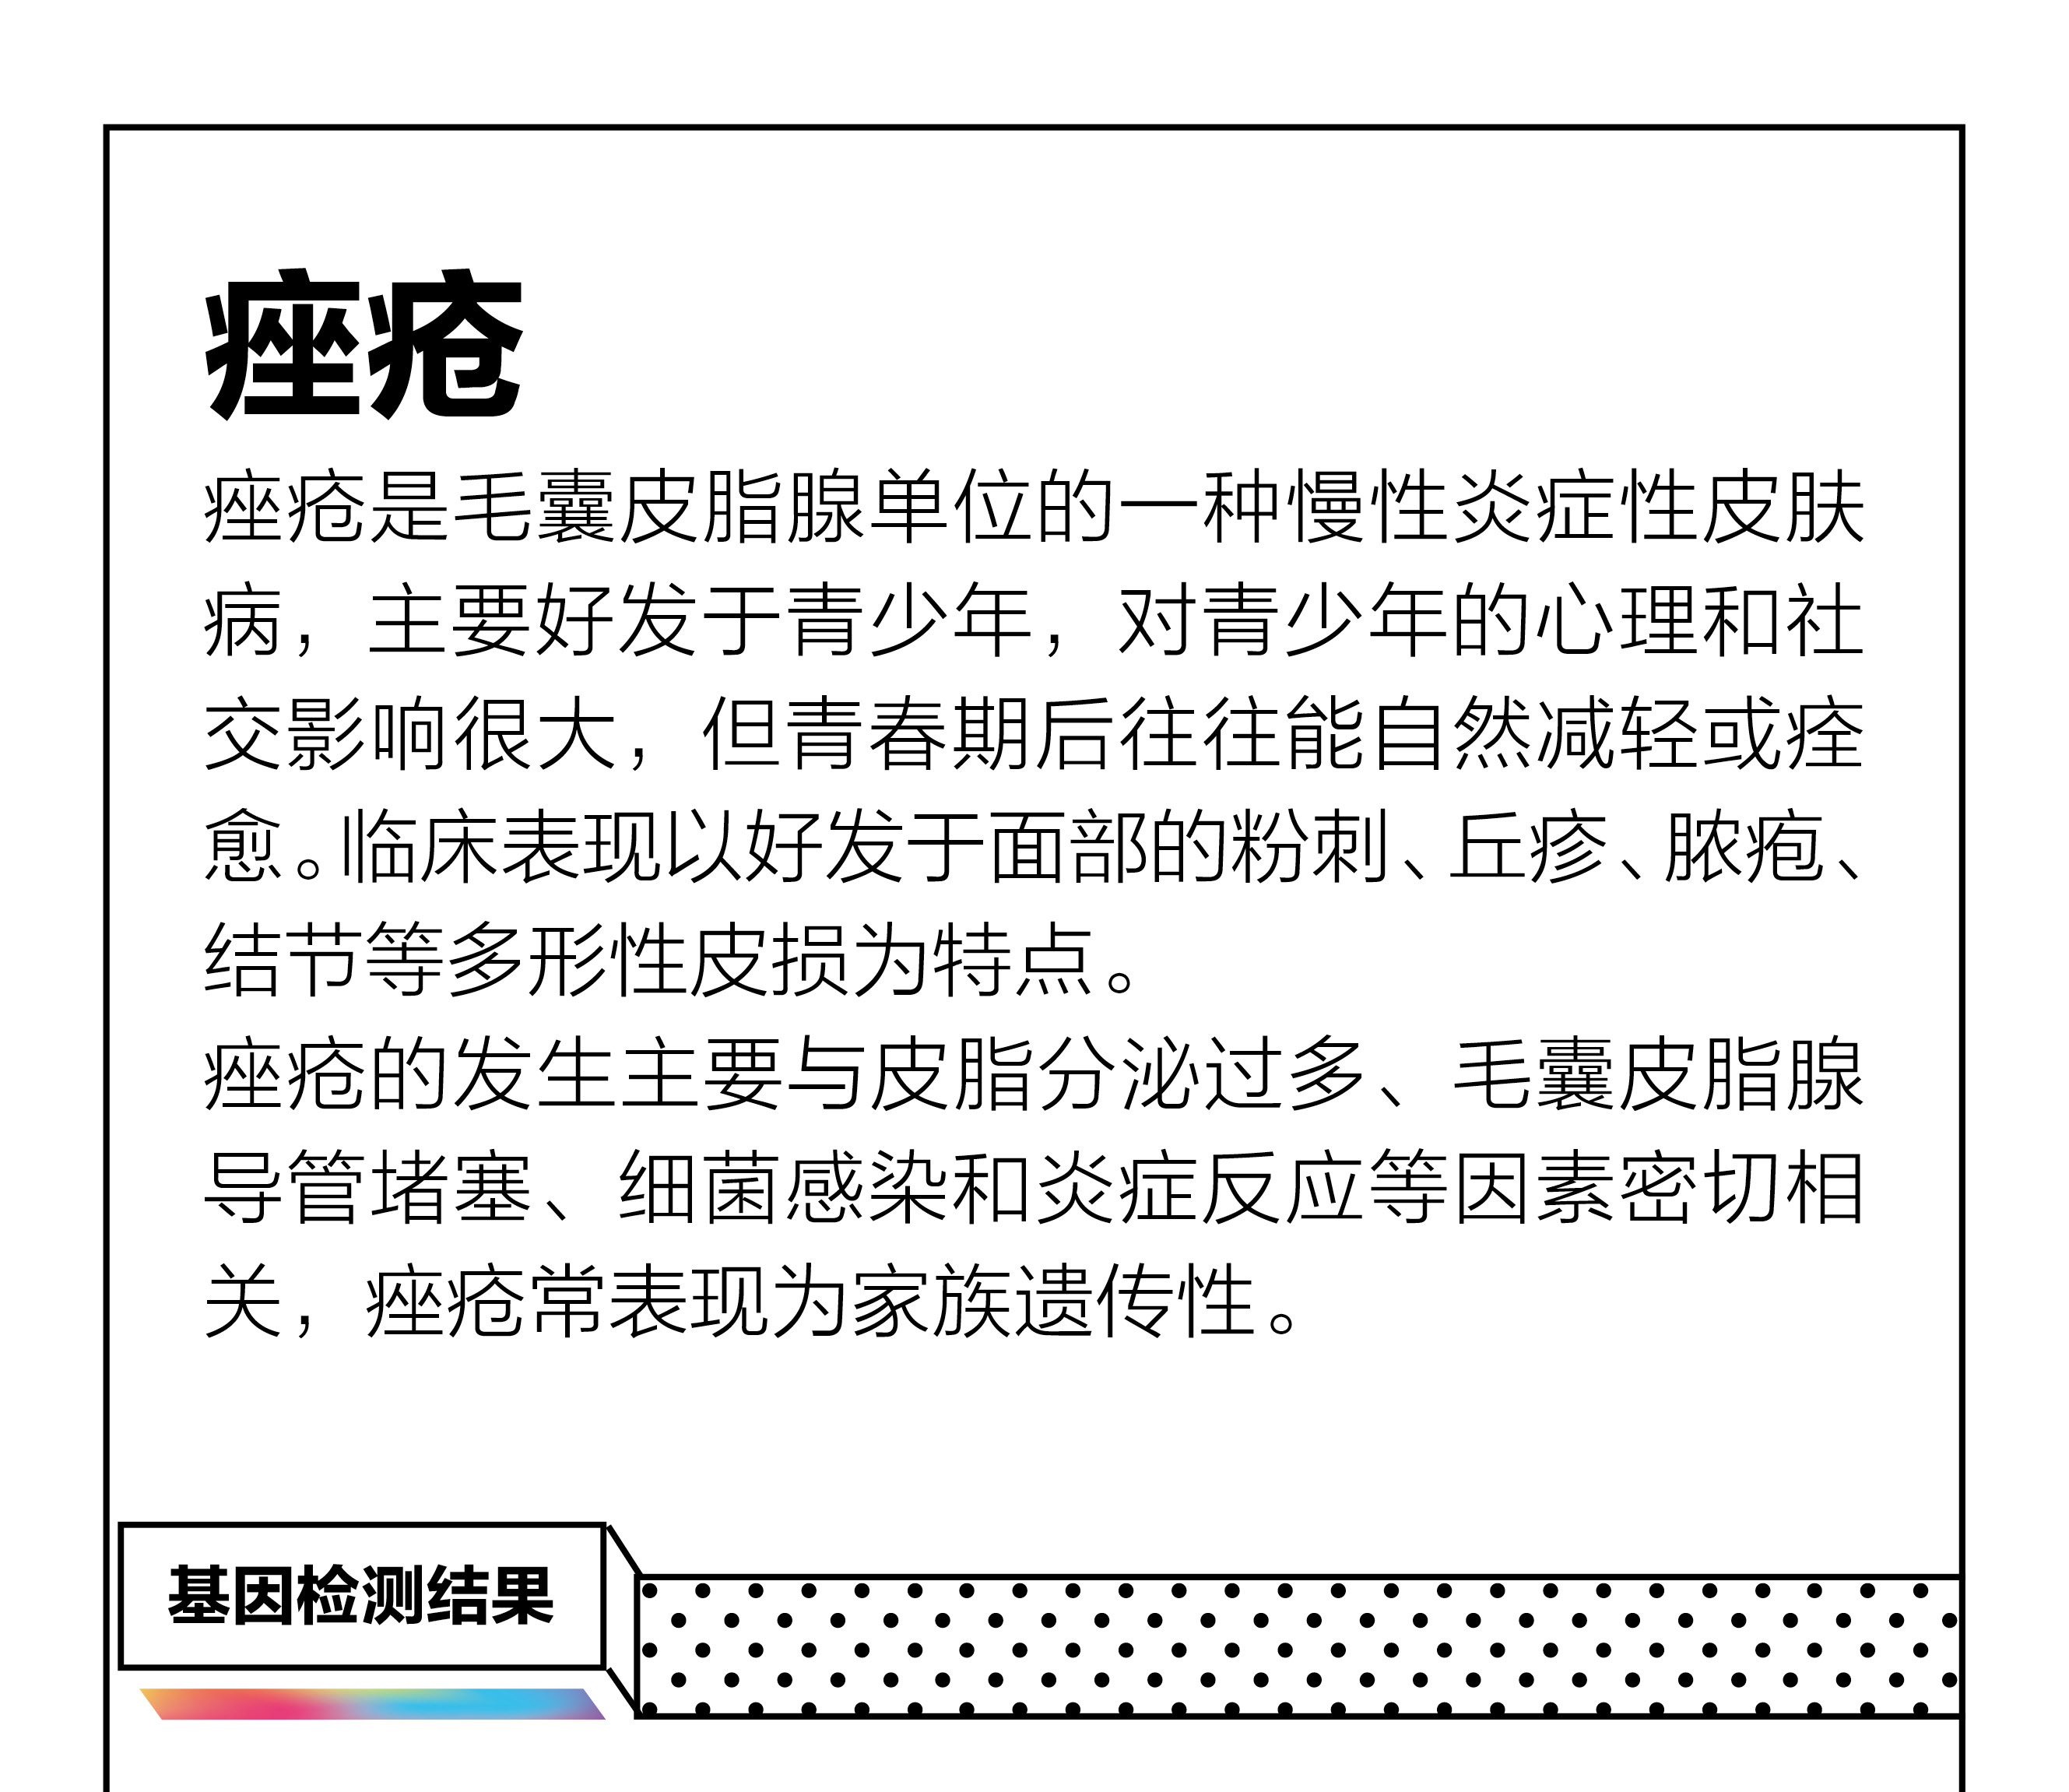 痤疮
痤疮是毛囊皮脂腺单位的一种慢性炎症性皮肤
病，主要好发于青少年，对青少年的心理和社
交影响很大，但青春期后往往能自然减轻或痊
愈。临床表现以好发于面部的粉刺、丘疹、脓疱、
结节等多形性皮损为特点。
痤疮的发生主要与皮脂分泌过多、毛囊皮脂腺
导管堵塞、细菌感染和炎症反应等因素密切相
关，痤疮常表现为家族遗传性。
基因检测结果